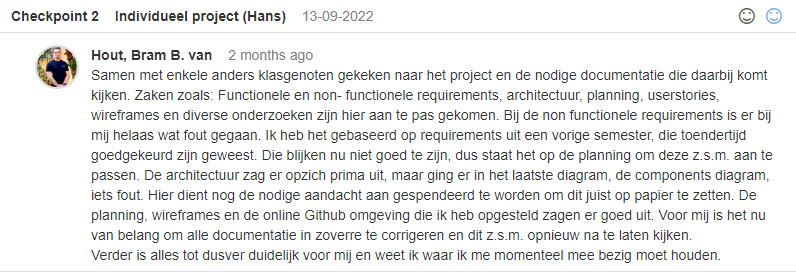 Checkpoint 2 Individueel project (Hans) 13-09-2022
Hout, Bram B. van 2 months ago
Samen met enkele anders klasgenoten gekeken naar het project en de nodige documentatie die daarbij komt
kijken. Zaken zoals: Functionele en non- functionele requirements, architectuur, planning, userstories,
wireframes en diverse onderzoeken zijn hier aan te pas gekomen. Bij de non functionele requirements is er bij
mij helaas wat fout gegaan. Ik heb het gebaseerd op requirements uit een vorige semester, die toendertijd
goedgekeurd zijn geweest. Die blijken nu niet goed te zijn, dus staat het op de planning om deze z.s.m. aan te
passen. De architectuur zag er opzich prima uit, maar ging er in het laatste diagram, de components diagram,
iets fout. Hier dient nog de nodige aandacht aan gespendeerd te worden om dit juist op papier te zetten. De
planning, wireframes en de online Github omgeving die ik heb opgesteld zagen er goed uit. Voor mij is het nu
van belang om alle documentatie in zoverre te corrigeren en dit z.s.m. opnieuw na te laten kijken.
Verder is alles tot dusver duidelijk voor mij en weet ik waar ik me momenteel mee bezig moet houden.